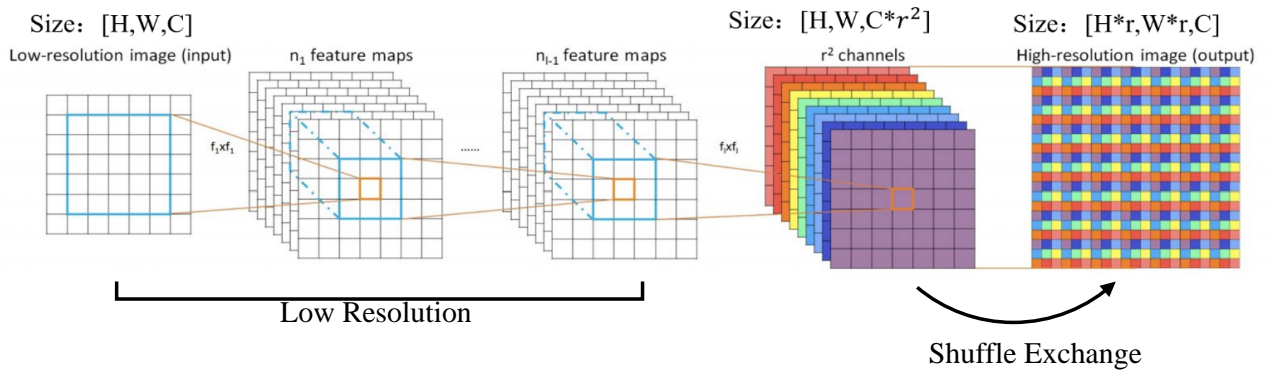 Size：[H,W,C]
Size：[H,W,C*r²]
Size：[H*r,W*r,C]
Low-resolution image (input)
n₁ feature maps
nₗ₋₁ feature maps
r² channels
High-resolution image (output)
f₁xf₁
......
fₗxfₗ
Low Resolution
Shuffle Exchange